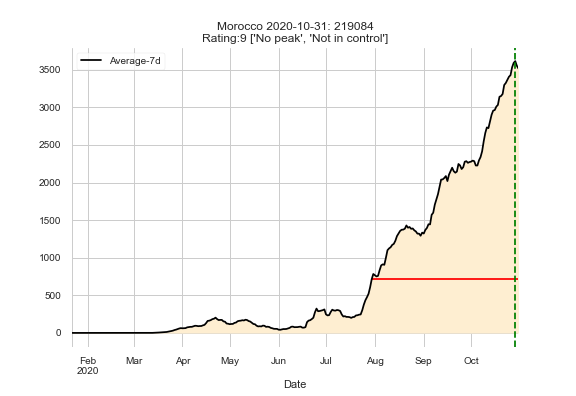 Morocco 2020-10-31: 219084
Rating:9 ['No peak', 'Not in control']
Average-7d
3500
3000
2500
2000
1500
1000
500
0
Feb Mar Apr May Jun Jul Aug Sep Oct
2020
Date